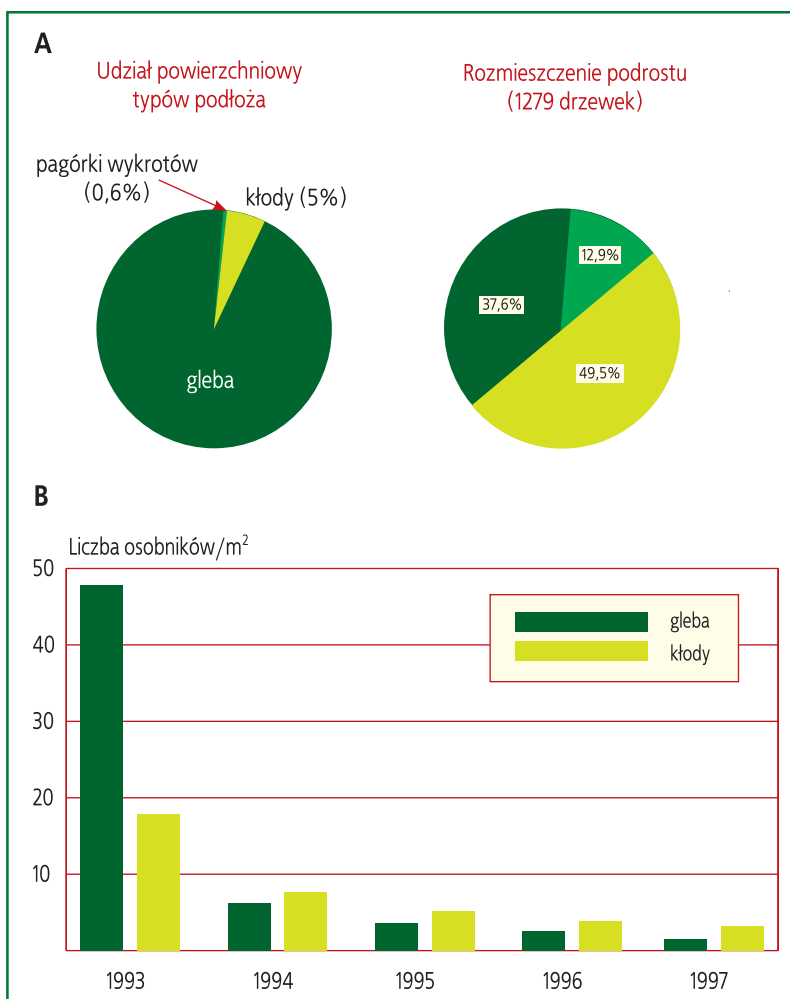 A
Udział powierzchniowy
typów podłoża
Rozmieszczenie podrostu
(1279 drzewek)
pagórki wykrotów
(0,6%)
kłody (5%)
gleba
12,9%
37,6%
49,5%
B
Liczba osobników/m²
50
40
30
20
10
gleba
kłody
1993 1994 1995 1996 1997